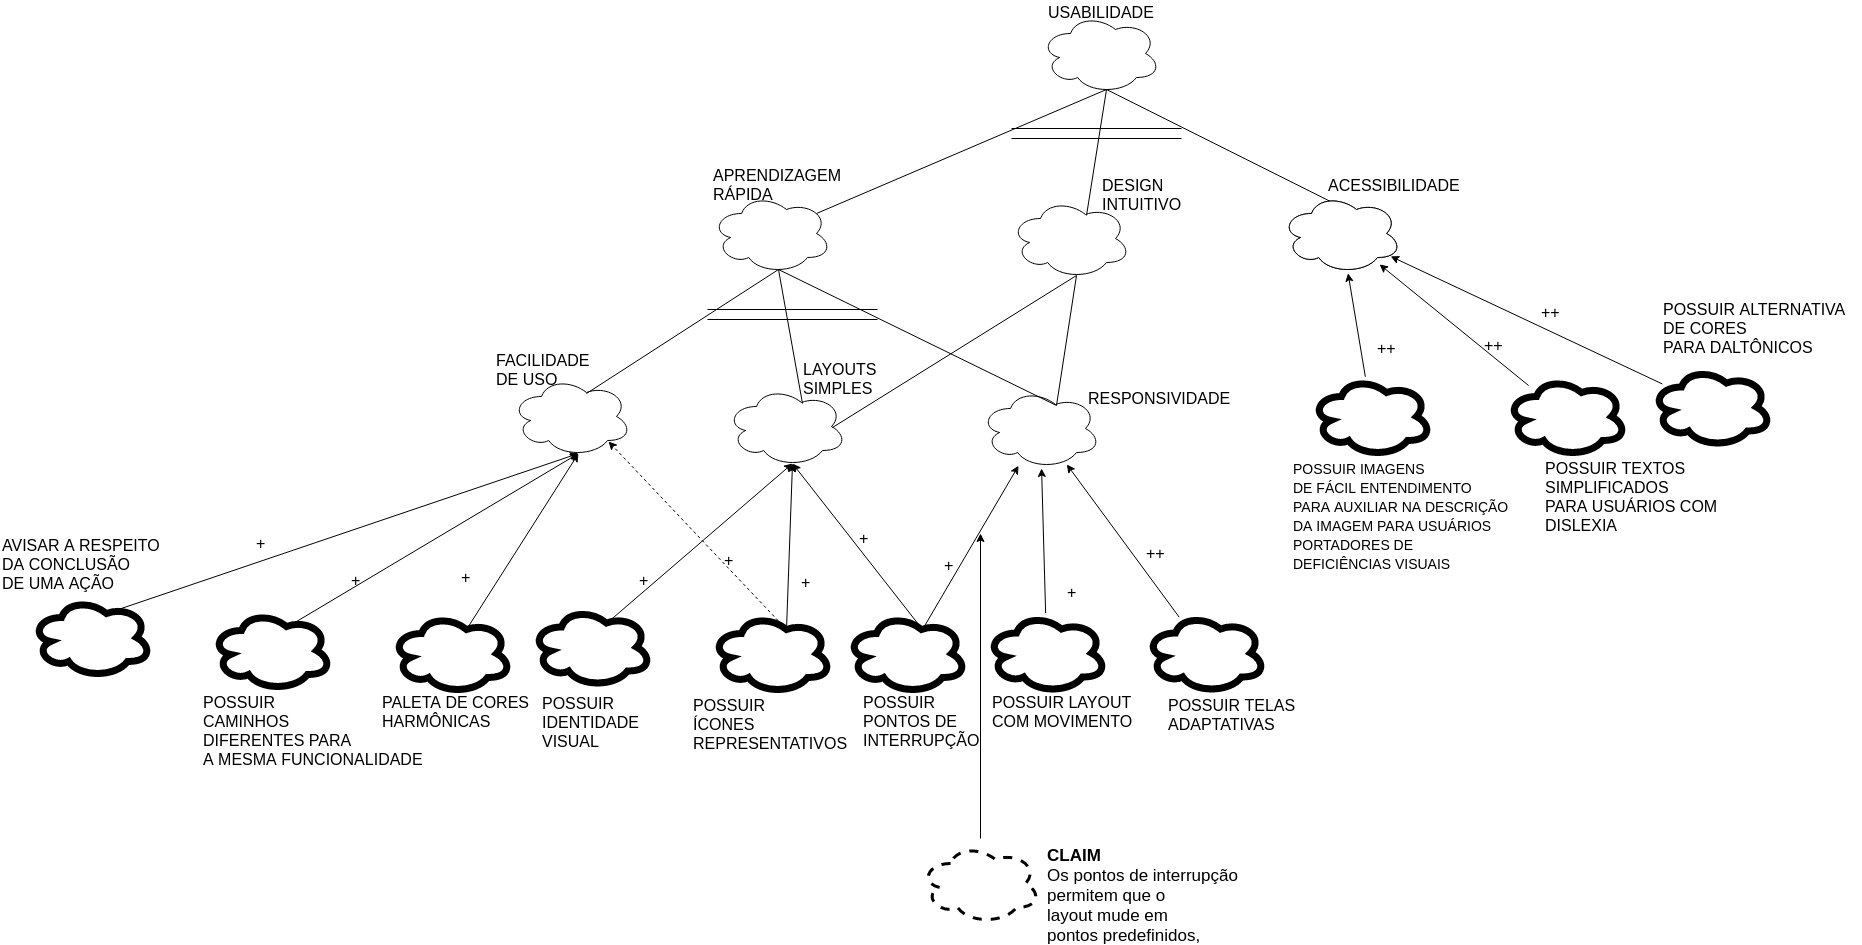 USABILIDADE
APRENDIZAGEM
RÁPIDA
DESIGN
INTUITIVO
ACESSIBILIDADE
FACILIDADE
DE USO
LAYOUTS
SIMPLES
RESPONSIVIDADE
++
++
++
POSSUIR ALTERNATIVA
DE CORES
PARA DALTÔNICOS
POSSUIR IMAGENS
DE FÁCIL ENTENDIMENTO
PARA AUXILIAR NA DESCRIÇÃO
DA IMAGEM PARA USUÁRIOS
PORTADORES DE
DEFICIÊNCIAS VISUAIS
POSSUIR TEXTOS
SIMPLIFICADOS
PARA USUÁRIOS COM
DISLEXIA
AVISAR A RESPEITO
DA CONCLUSÃO
DE UMA AÇÃO
+
+
+
+
+
+
+
+
+
++
POSSUIR
CAMINHOS
DIFERENTES PARA
A MESMA FUNCIONALIDADE
PALETA DE CORES
HARMÔNICAS
POSSUIR
IDENTIDADE
VISUAL
POSSUIR
ÍCONES
REPRESENTATIVOS
POSSUIR
PONTOS DE
INTERRUPÇÃO
POSSUIR LAYOUT
COM MOVIMENTO
POSSUIR TELAS
ADAPTATIVAS
CLAIM
Os pontos de interrupção
permitem que o
layout mude em
pontos predefinidos,